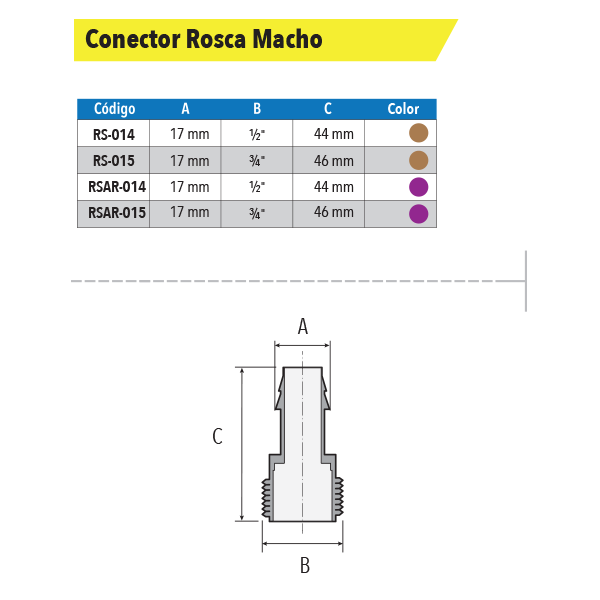 Conector Rosca Macho
Código A B C Color
RS-014 17 mm ½" 44 mm
RS-015 17 mm ¾" 46 mm
RSAR-014 17 mm ½" 44 mm
RSAR-015 17 mm ¾" 46 mm
A
C
B